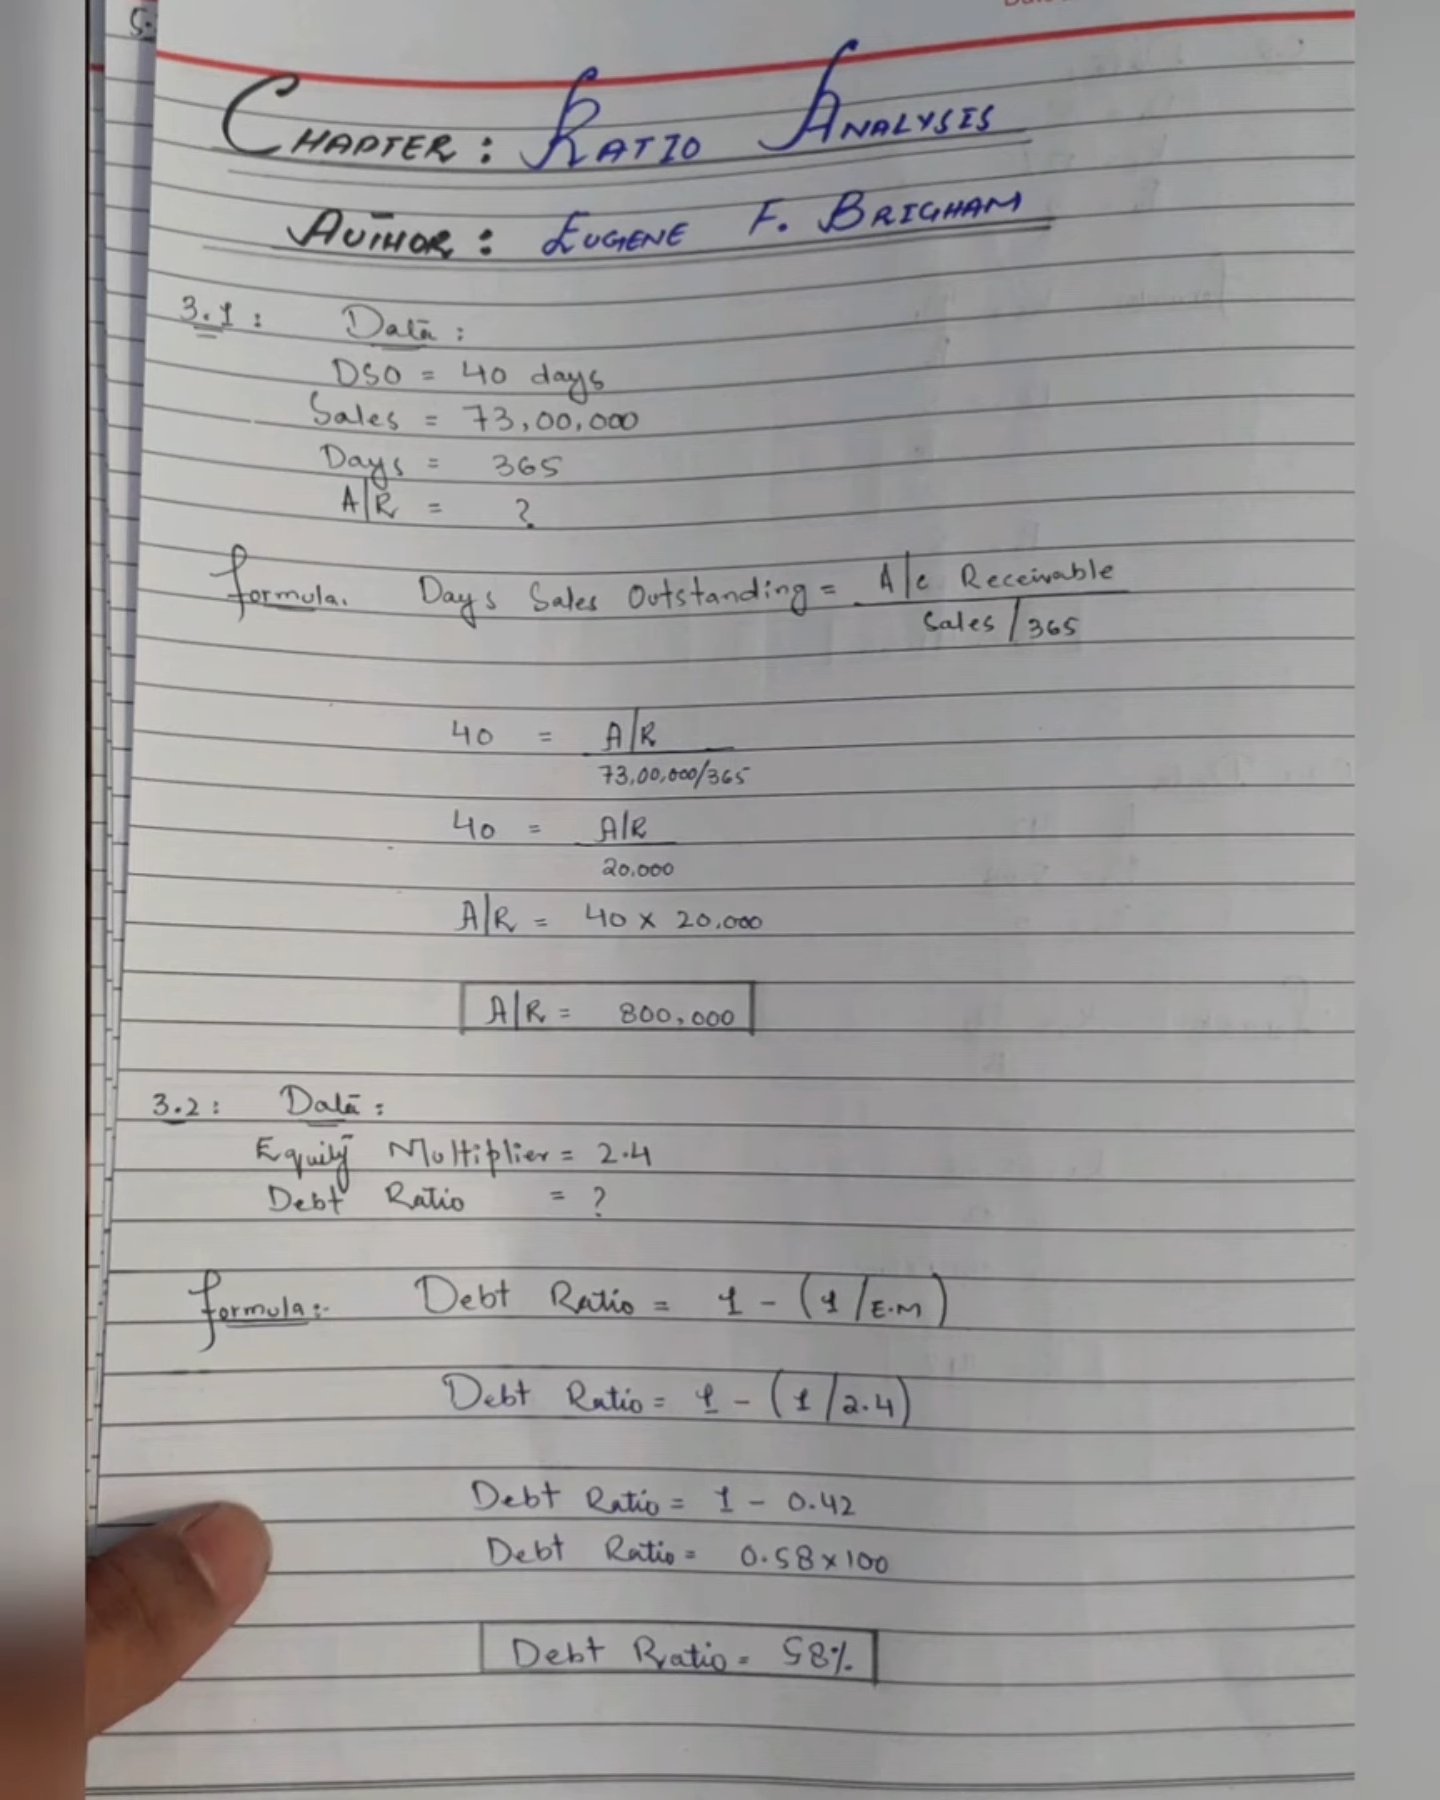 CHAPTER: RATIO ANALYSIS
AUTHOR: EUGENE F. BRIGHAM
3.1: Data:
DSO = 40 days
Sales = 73,00,000
Days = 365
A/R = ?
formula. Days Sales Outstanding = A/c Receivable
Sales/365
40 = A/R
73,00,000/365
40 = A/R
20,000
A/R = 40 x 20,000
A/R = 800,000
3.2: Data:
Equity Multiplier = 2.4
Debt Ratio = ?
formula:- Debt Ratio = 1 - (1/E.M)
Debt Ratio = 1 - (1/2.4)
Debt Ratio = 1 - 0.42
Debt Ratio = 0.58 x 100
Debt Ratio = 58%